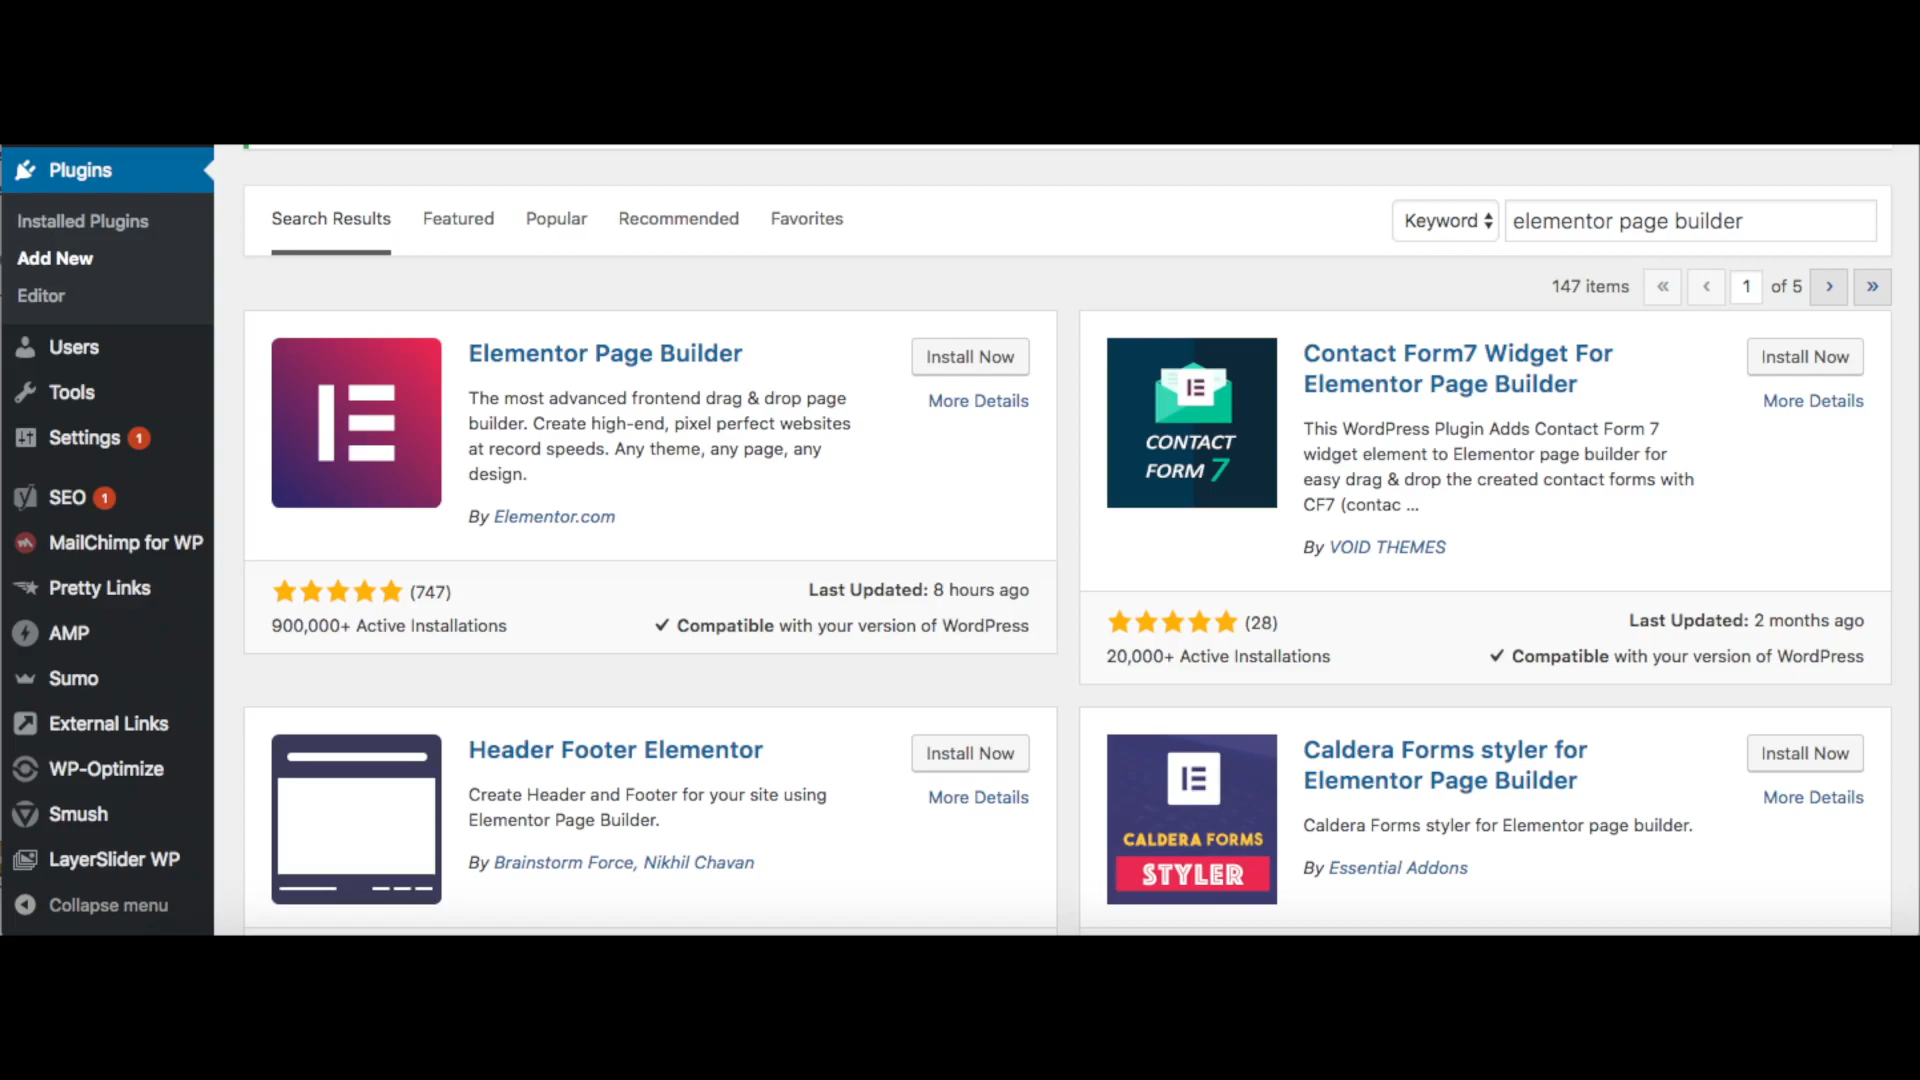 Plugins
Installed Plugins
Add New
Editor
Users
Tools
Settings 1
SEO 1
MailChimp for WP
Pretty Links
AMP
Sumo
External Links
WP-Optimize
Smush
LayerSlider WP
Collapse menu
Search Results Featured Popular Recommended Favorites
Keyword elementor page builder
147 items « ‹ 1 of 5 › »
Elementor Page Builder
Install Now
More Details
The most advanced frontend drag & drop page
builder. Create high-end, pixel perfect websites
at record speeds. Any theme, any page, any
design.
By Elementor.com
(747)
900,000+ Active Installations
Last Updated: 8 hours ago
Compatible with your version of WordPress
CONTACT
FORM 7
Contact Form7 Widget For
Elementor Page Builder
Install Now
More Details
This WordPress Plugin Adds Contact Form 7
widget element to Elementor page builder for
easy drag & drop the created contact forms with
CF7 (contac ...
By VOID THEMES
(28)
20,000+ Active Installations
Last Updated: 2 months ago
Compatible with your version of WordPress
Header Footer Elementor
Install Now
More Details
Create Header and Footer for your site using
Elementor Page Builder.
By Brainstorm Force, Nikhil Chavan
CALDERA FORMS
STYLER
Caldera Forms styler for
Elementor Page Builder
Install Now
More Details
Caldera Forms styler for Elementor page builder.
By Essential Addons